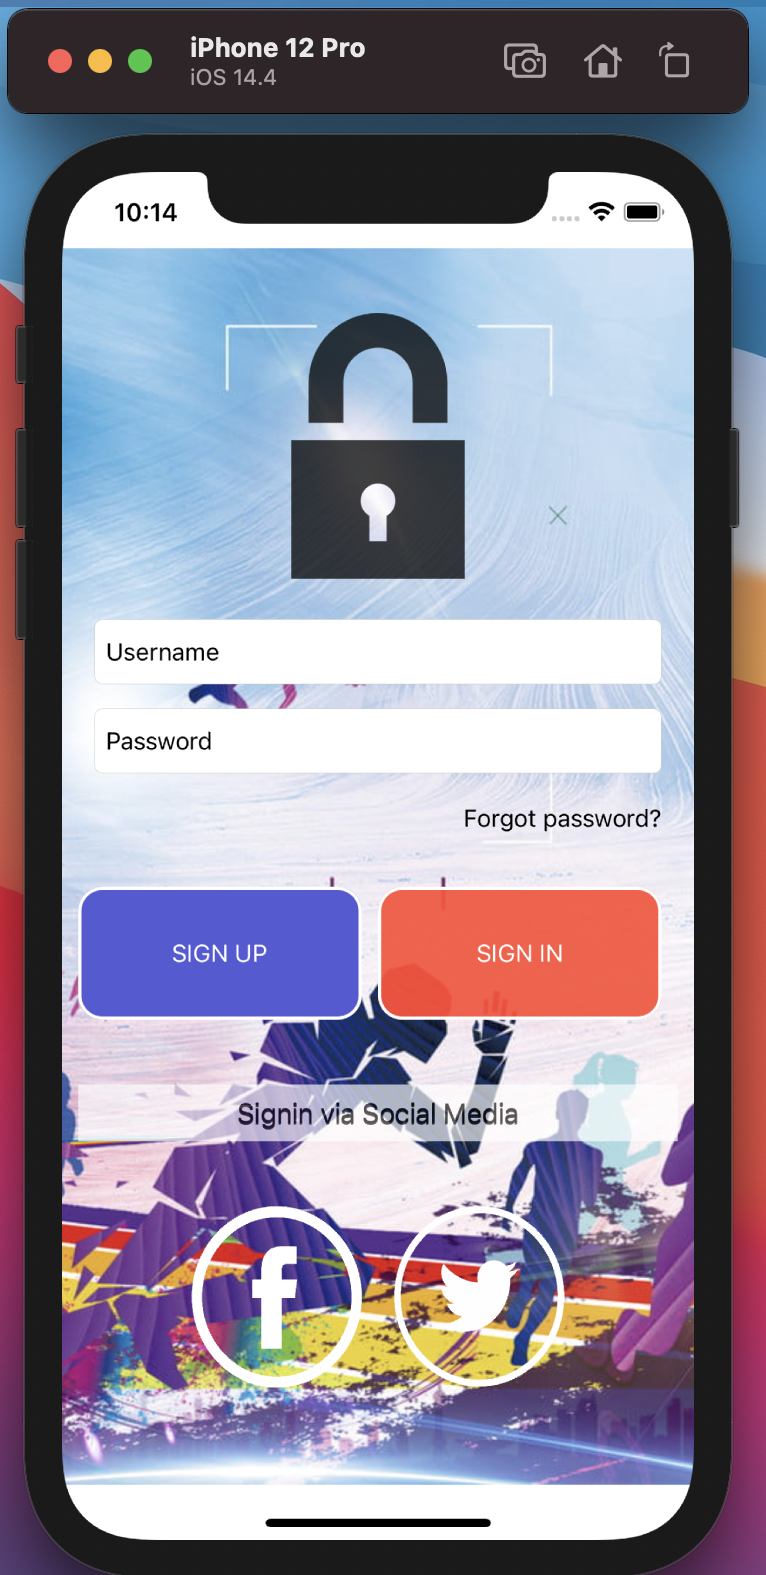 iPhone 12 Pro
iOS 14.4
10:14
Username
Password
Forgot password?
SIGN UP
SIGN IN
Signin via Social Media